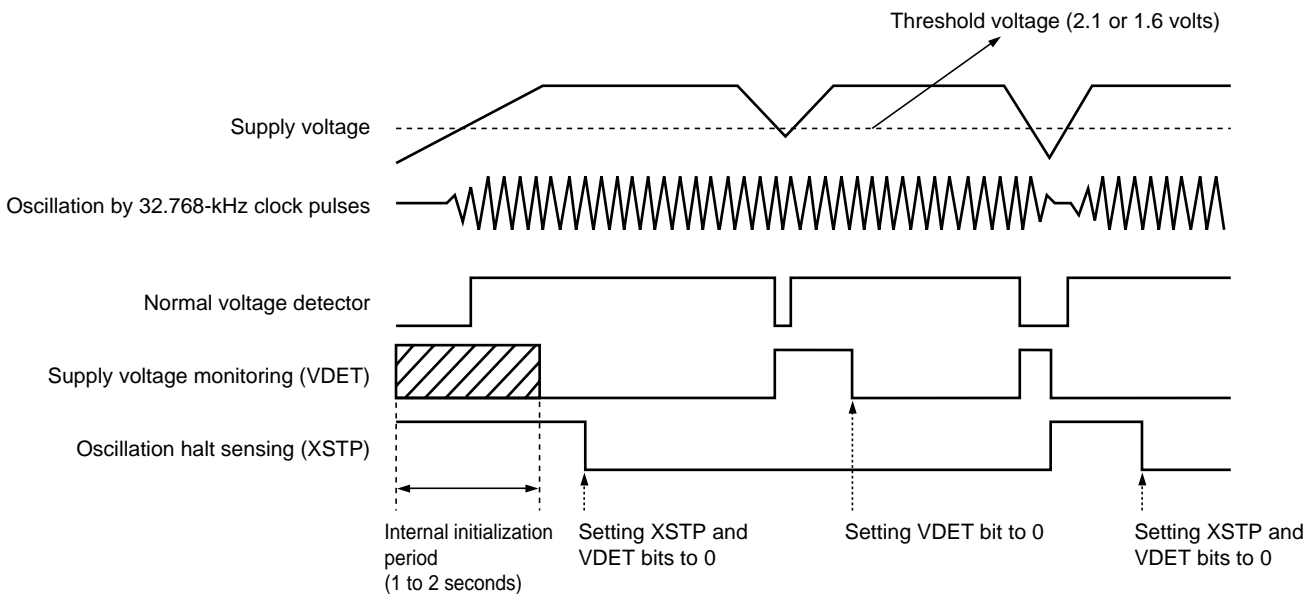 Threshold voltage (2.1 or 1.6 volts)
Supply voltage
Oscillation by 32.768-kHz clock pulses
Normal voltage detector
Supply voltage monitoring (VDET)
Oscillation halt sensing (XSTP)
Internal initialization
period
(1 to 2 seconds)
Setting XSTP and
VDET bits to 0
Setting VDET bit to 0
Setting XSTP and
VDET bits to 0